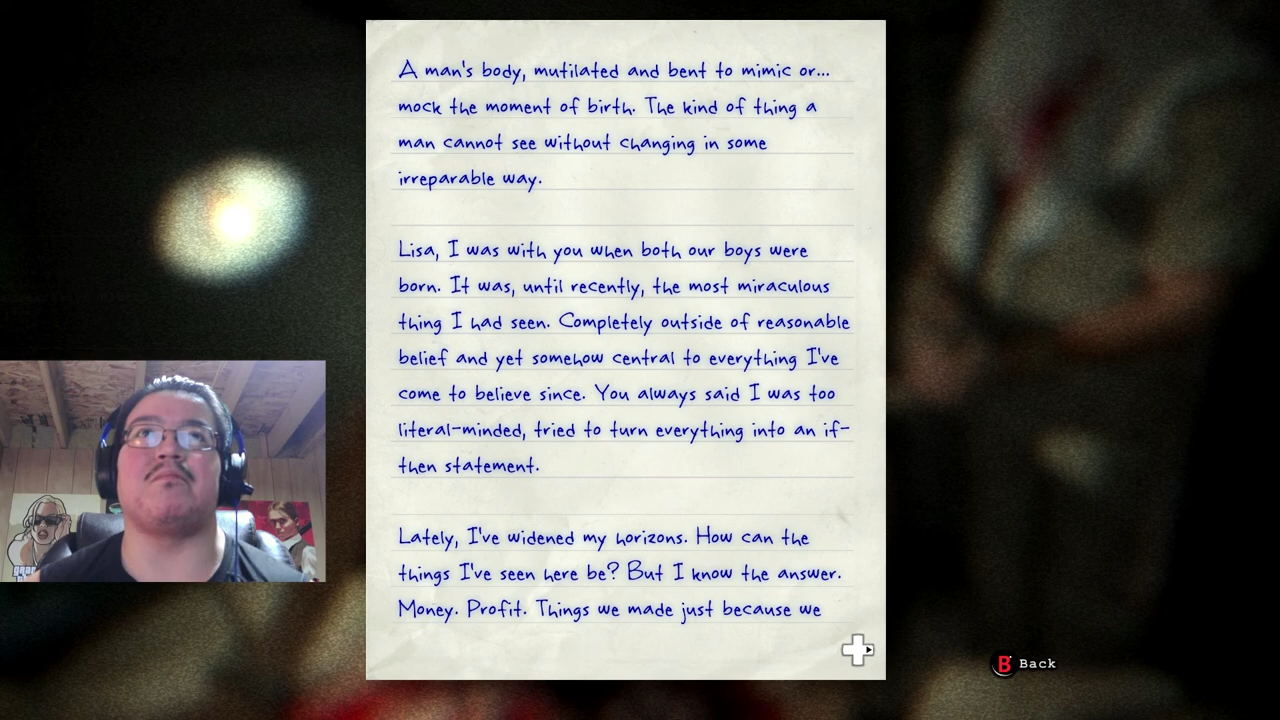 A man's body, mutilated and bent to mimic or...
mock the moment of birth. The kind of thing a
man cannot see without changing in some
irreparable way.
Lisa, I was with you when both our boys were
born. It was, until recently, the most miraculous
thing I had seen. Completely outside of reasonable
belief and yet somehow central to everything I've
come to believe since. You always said I was too
literal-minded, tried to turn everything into an if-
then statement.
Lately, I've widened my horizons. How can the
things I've seen here be? But I know the answer.
Money. Profit. Things we made just because we
B Back